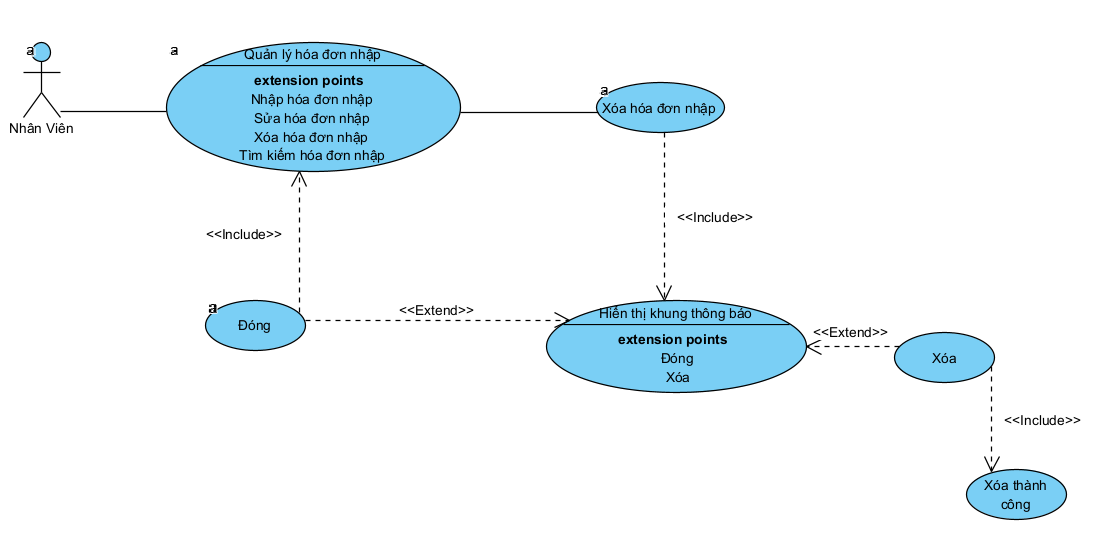 a
a
Quản lý hóa đơn nhập
extension points
Nhập hóa đơn nhập
Sửa hóa đơn nhập
Xóa hóa đơn nhập
Tìm kiếm hóa đơn nhập
Nhân Viên
a
Xóa hóa đơn nhập
<<Include>>
<<Include>>
a
Đóng
<<Extend>>
Hiển thị khung thông báo
extension points
Đóng
Xóa
<<Extend>>
Xóa
<<Include>>
Xóa thành
công